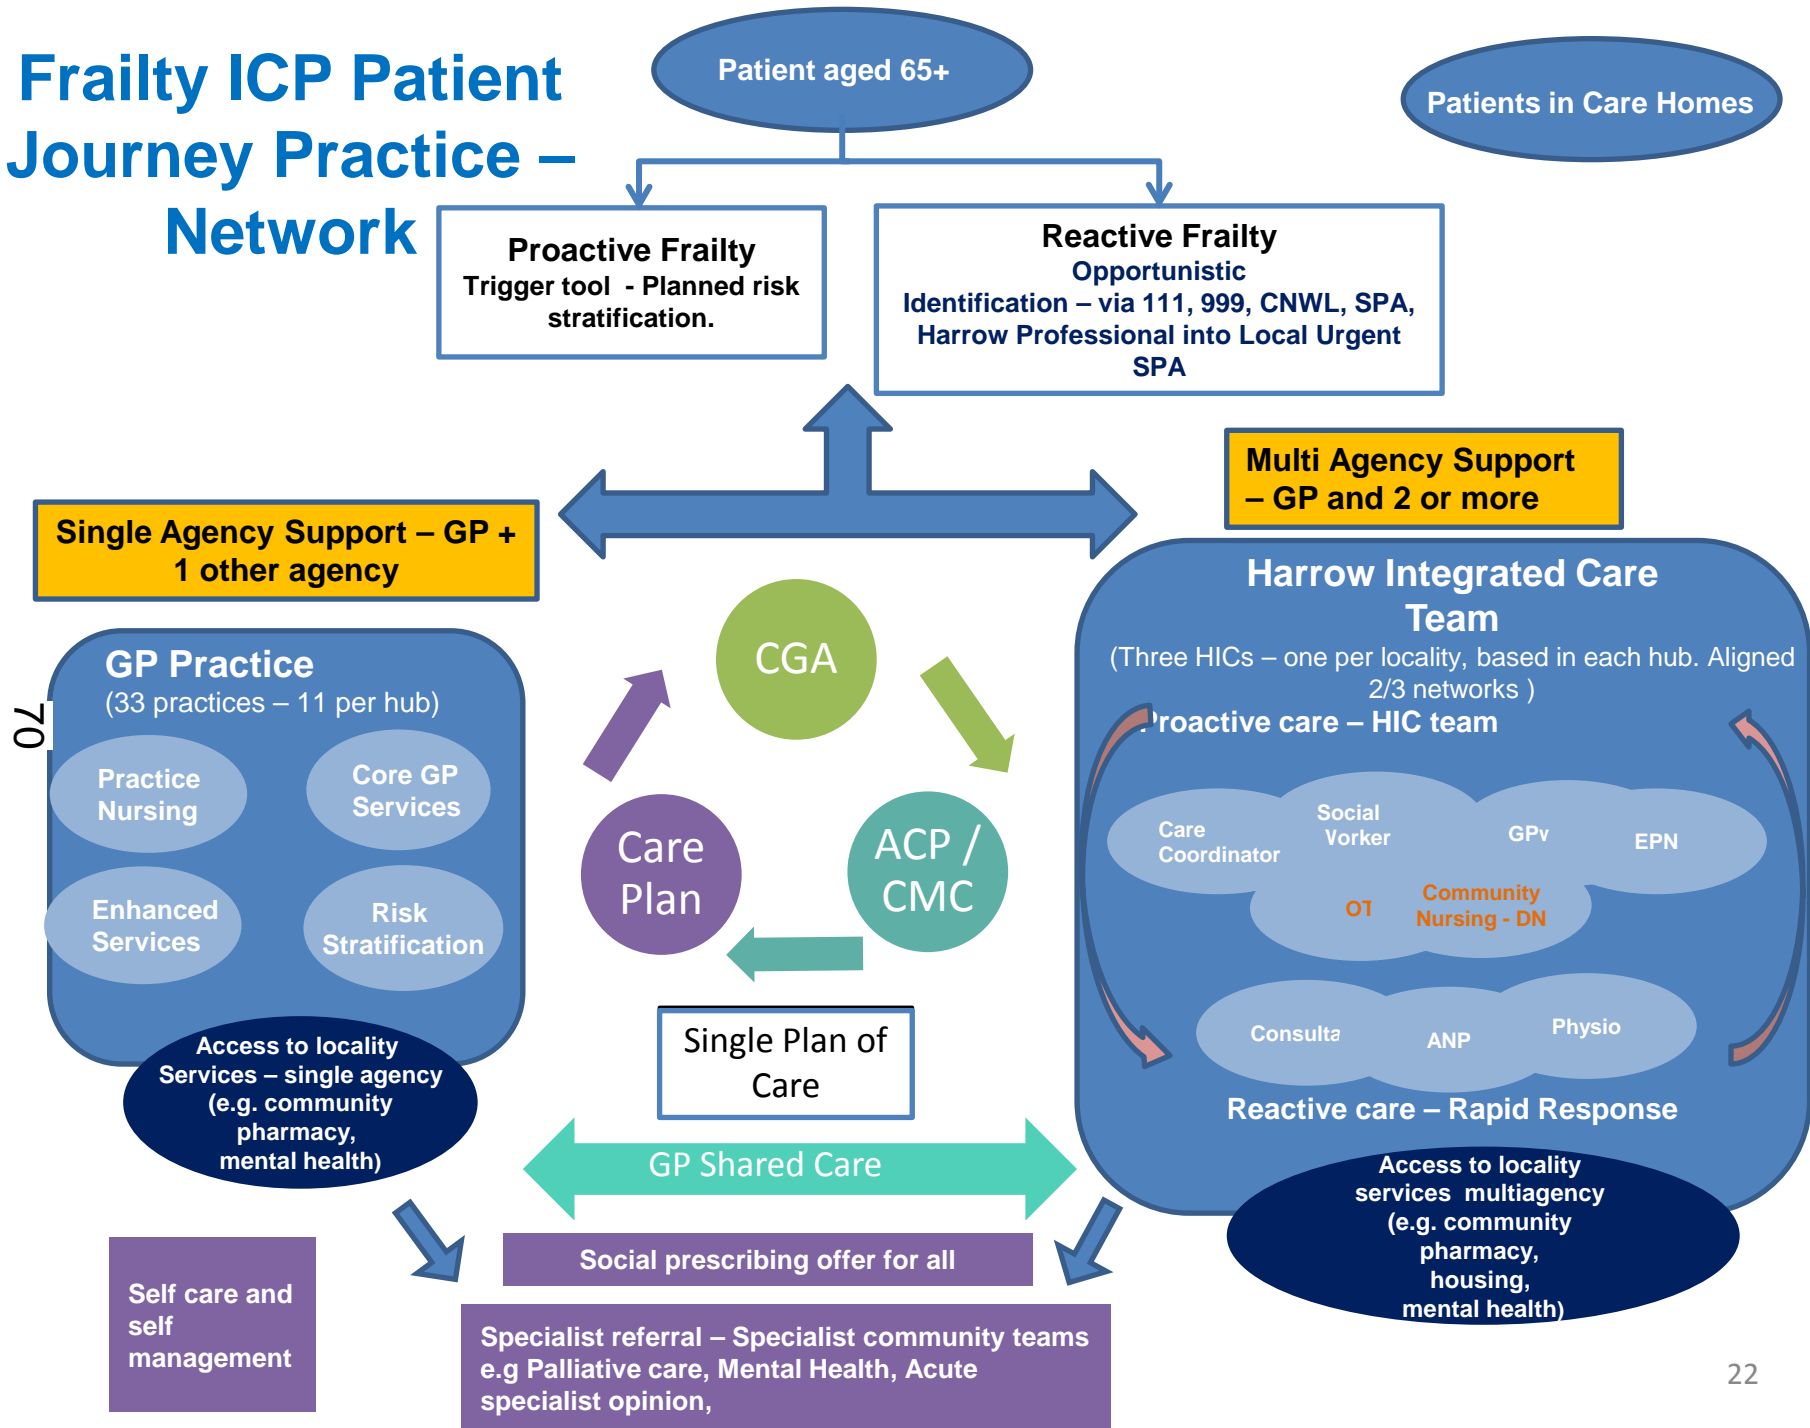 Frailty ICP Patient
Journey Practice –
Network
Patient aged 65+
Patients in Care Homes
Proactive Frailty
Trigger tool - Planned risk
stratification.
Reactive Frailty
Opportunistic
Identification – via 111, 999, CNWL, SPA,
Harrow Professional into Local Urgent
SPA
Single Agency Support – GP +
1 other agency
Multi Agency Support
– GP and 2 or more
GP Practice
(33 practices – 11 per hub)
Practice
Nursing
Core GP
Services
Enhanced
Services
Risk
Stratification
Access to locality
Services – single agency
(e.g. community
pharmacy,
mental health)
70
CGA
ACP /
CMC
Care
Plan
Single Plan of
Care
GP Shared Care
Harrow Integrated Care
Team
(Three HICs – one per locality, based in each hub. Aligned
2/3 networks )
Proactive care – HIC team
Care
Coordinator
Social
Worker
EPN
OT
Community
Nursing - DN
ANP
Physio
Reactive care – Rapid Response
Access to locality
services multiagency
(e.g. community
pharmacy,
housing,
mental health)
Social prescribing offer for all
Self care and
self
management
Specialist referral – Specialist community teams
e.g Palliative care, Mental Health, Acute
specialist opinion,
22